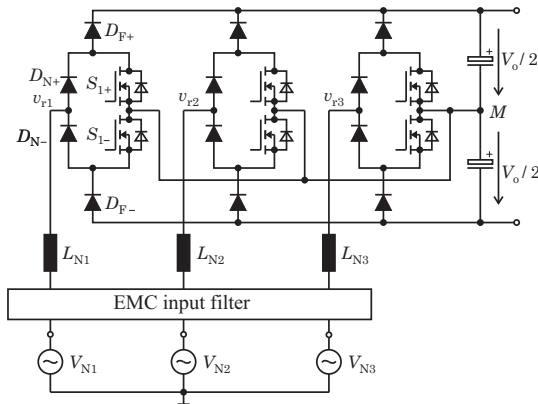 D_F+
D_N+
S_1+
v_r1
v_r2
v_r3
+
V_o / 2
M
D_N−
S_1−
+
V_o / 2
D_F−
L_N1
L_N2
L_N3
EMC input filter
V_N1
V_N2
V_N3